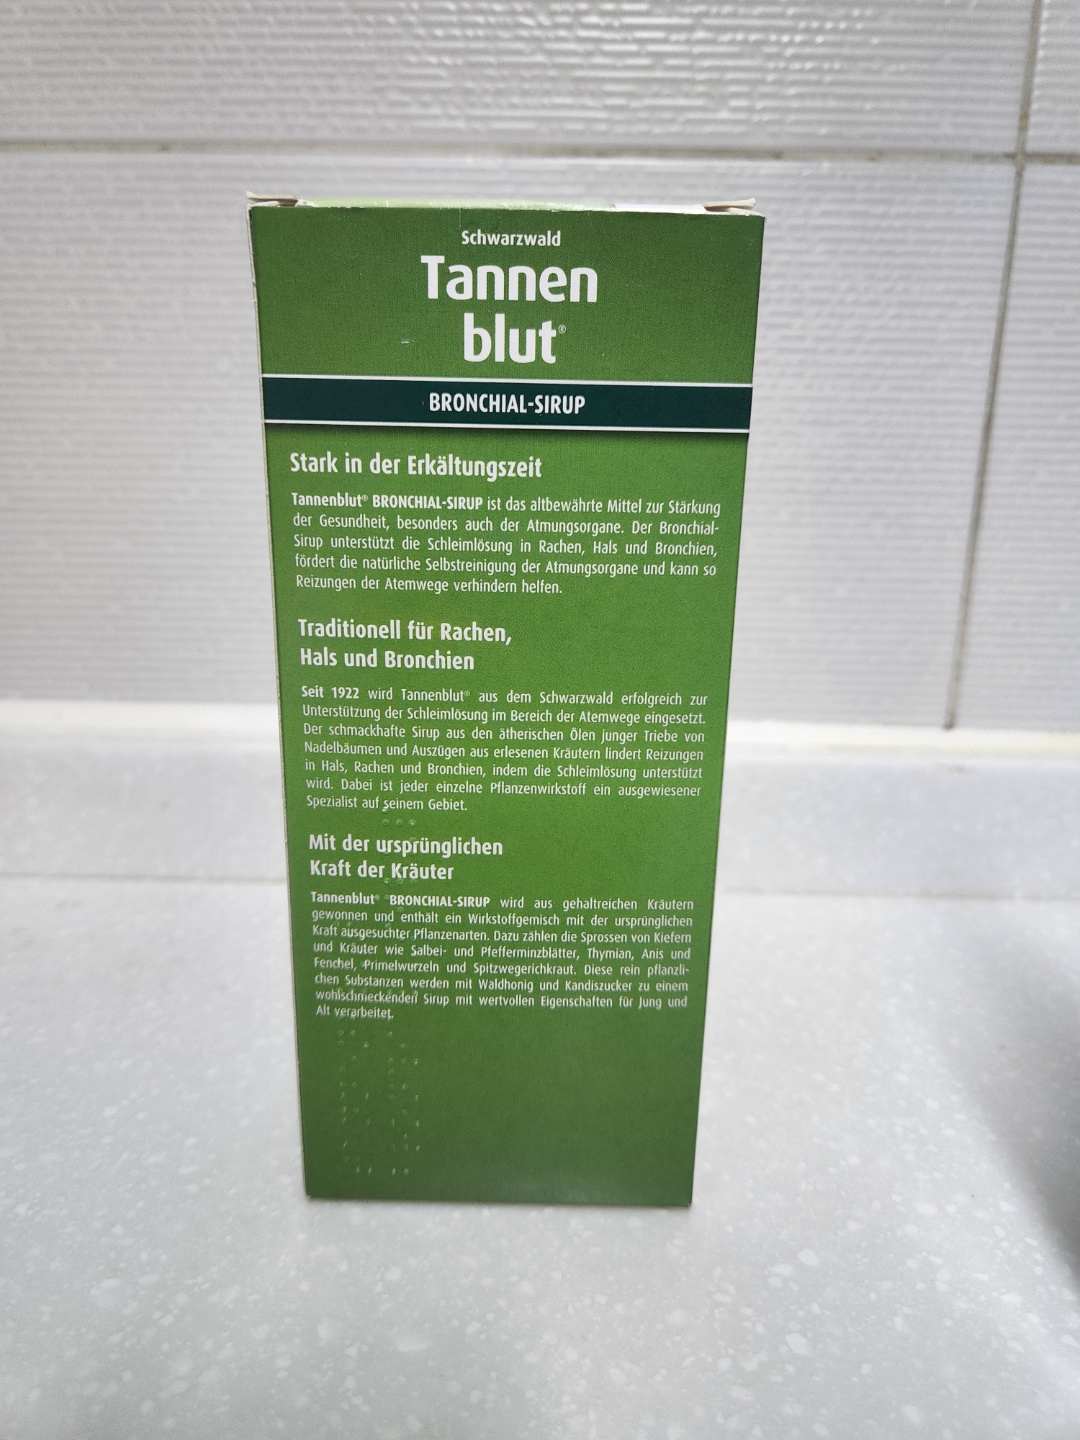 Schwarzwald
Tannen
blut®
BRONCHIAL-SIRUP
Stark in der Erkältungszeit
Tannenblut® BRONCHIAL-SIRUP ist das altbewährte Mittel zur Stärkung
der Gesundheit, besonders auch der Atmungsorgane. Der Bronchial-
Sirup unterstützt die Schleimlösung in Rachen, Hals und Bronchien,
fördert die natürliche Selbstreinigung der Atmungsorgane und kann so
Reizungen der Atemwege verhindern helfen.
Traditionell für Rachen,
Hals und Bronchien
Seit 1922 wird Tannenblut® aus dem Schwarzwald erfolgreich zur
Unterstützung der Schleimlösung im Bereich der Atemwege eingesetzt.
Der schmackhafte Sirup aus den ätherischen Ölen junger Triebe von
Nadelbäumen und Auszügen aus erlesenen Kräutern lindert Reizungen
in Hals, Rachen und Bronchien, indem die Schleimlösung unterstützt
wird. Dabei ist jeder einzelne Pflanzenwirkstoff ein ausgewiesener
Spezialist auf seinem Gebiet.
Mit der ursprünglichen
Kraft der Kräuter
Tannenblut® BRONCHIAL-SIRUP wird aus gehaltreichen Kräutern
gewonnen und enthält ein Wirkstoffgemisch mit der ursprünglichen
Kraft ausgesuchter Pflanzenarten. Dazu zählen die Sprossen von Kiefern
und Kräuter wie Salbei- und Pfefferminzblätter, Thymian, Anis und
Fenchel, Primelwurzeln und Spitzwegerichkraut. Diese rein pflanzli-
chen Substanzen werden mit Waldhonig und Kandiszucker zu einem
wohlschmeckenden Sirup mit wertvollen Eigenschaften für Jung und
Alt verarbeitet.